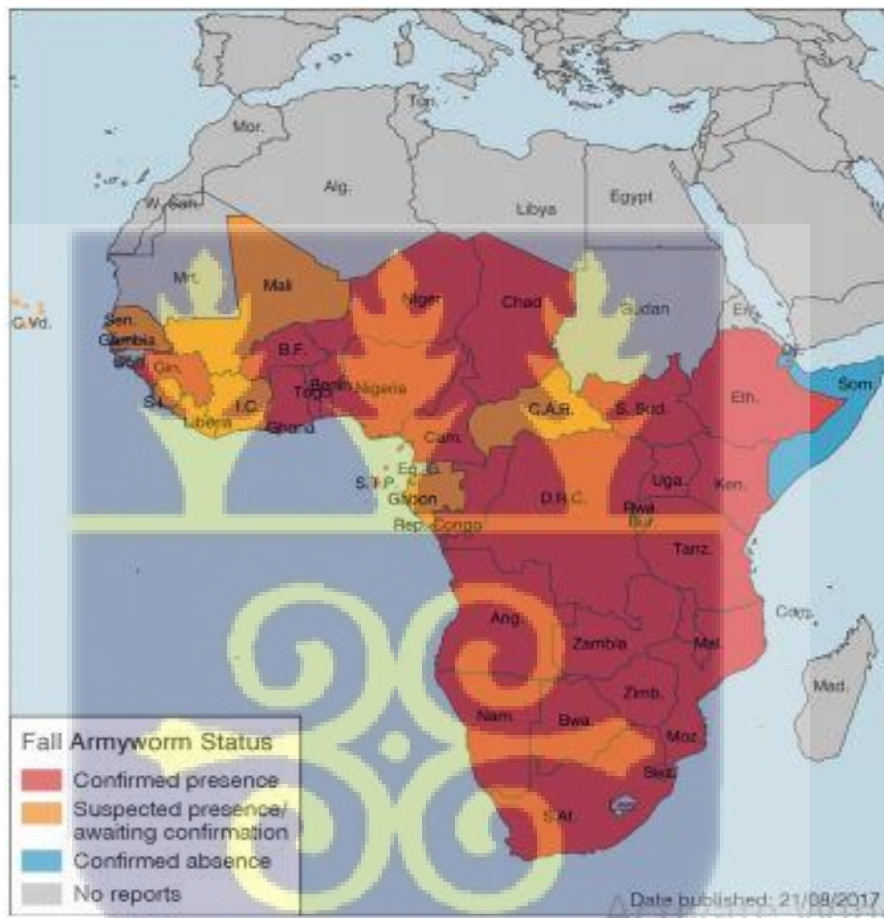 Tun.
Mor.
Alg.
Libya
Egypt
W. Sah.
Mrt.
Mali
Niger
Chad
Sudan
Eri.
C.Vd.
Sen.
Gambia
B.F.
Dji.
Gin.
Benin
Nigeria
Som.
Togo
S.L.
I.C.
C.A.R.
S. Sud.
Eth.
Liberia
Ghana
Cam.
Eq. G.
S.T.P.
Uga.
Ken.
Gabon
D.R.C.
Rwa.
Rep. Congo
Bur.
Tanz.
Com.
Ang.
Zambia
Mal.
Mad.
Zimb.
Nam.
Bwa.
Moz.
Swz.
Les.
S.Af.
Fall Armyworm Status
Confirmed presence
Suspected presence/
awaiting confirmation
Confirmed absence
No reports
Date published: 21/08/2017